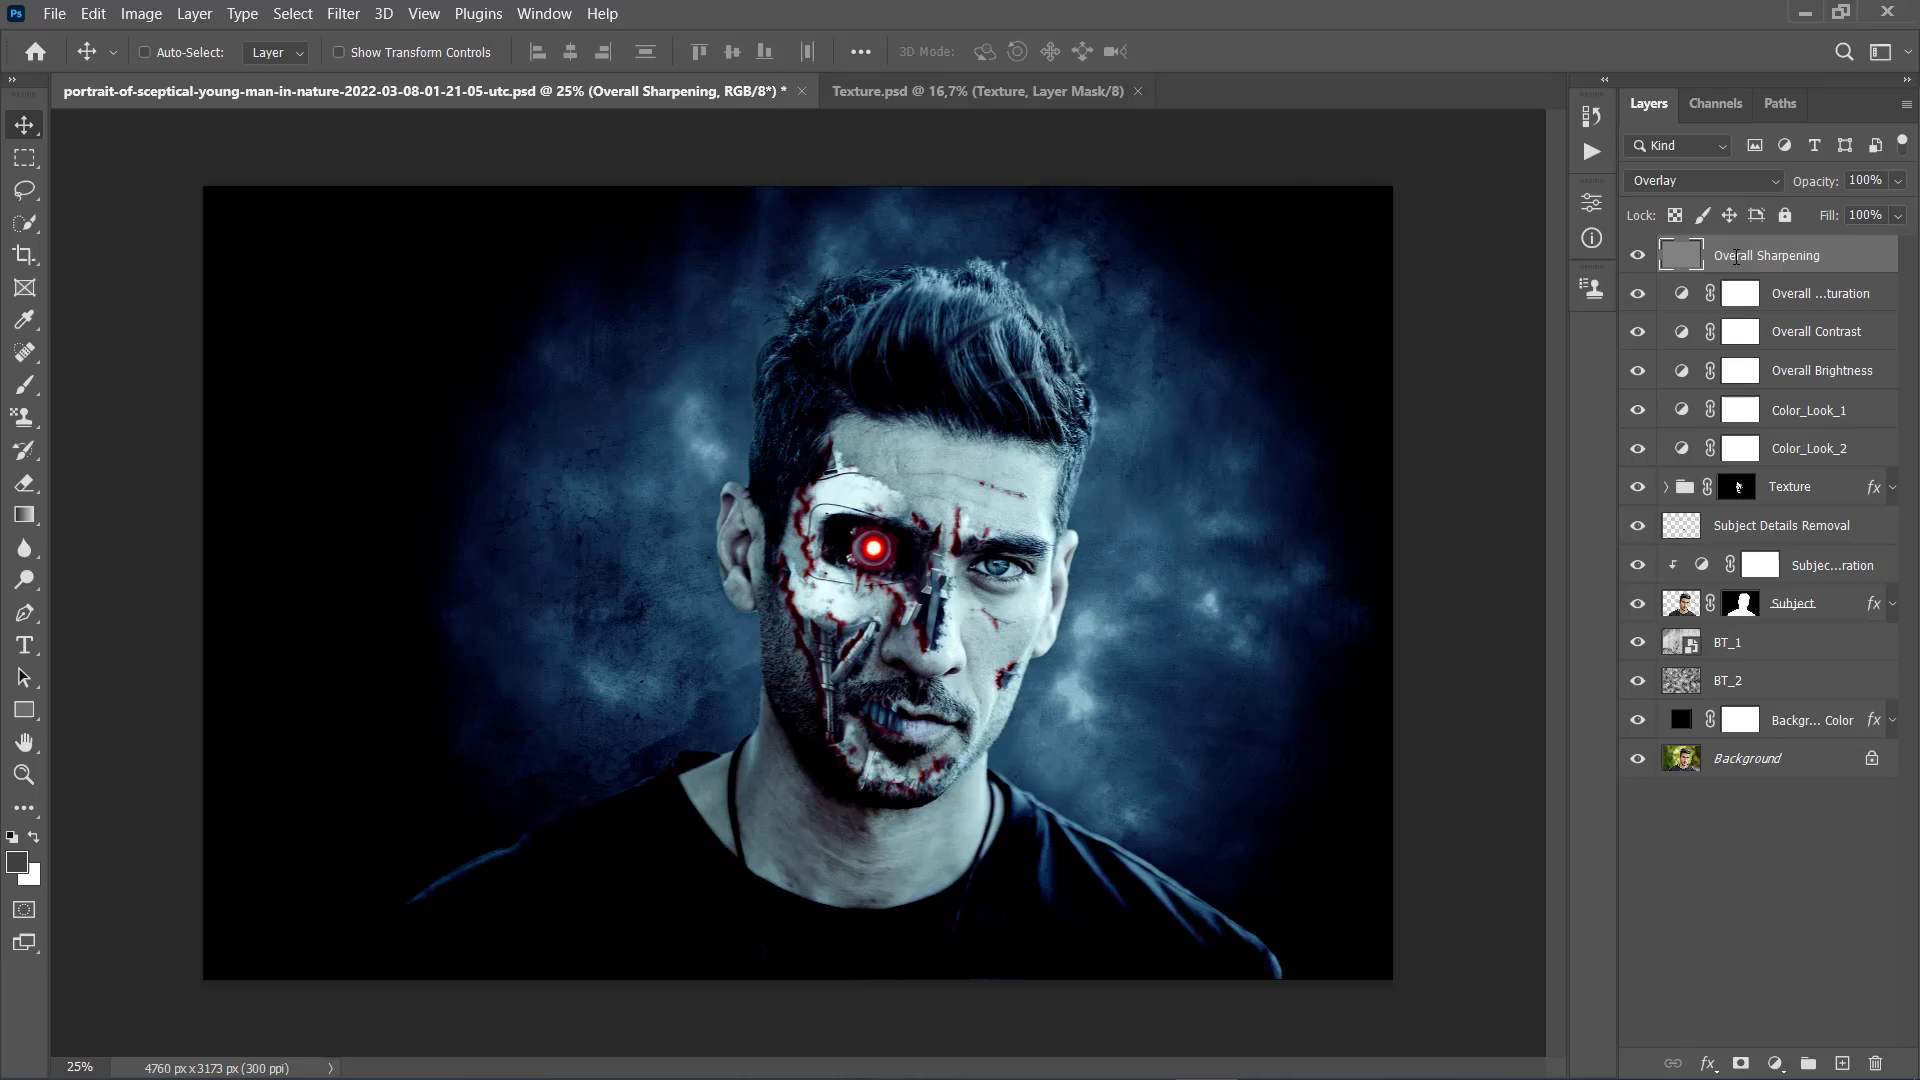 Ps File Edit Image Layer Type Select Filter 3D View Plugins Window Help
Auto-Select: Layer Show Transform Controls 3D Mode:
portrait-of-sceptical-young-man-in-nature-2022-03-08-01-21-05-utc.psd @ 25% (Overall Sharpening, RGB/8*) *
Texture.psd @ 16,7% (Texture, Layer Mask/8)
Layers Channels Paths
Kind
Overlay Opacity: 100%
Lock: Fill: 100%
Overall Sharpening
Overall ...turation
Overall Contrast
Overall Brightness
Color_Look_1
Color_Look_2
Texture fx
Subject Details Removal
Subjec...ration
Subject fx
BT_1
BT_2
Backgr... Color fx
Background
25% 4760 px x 3173 px (300 ppi)
fx